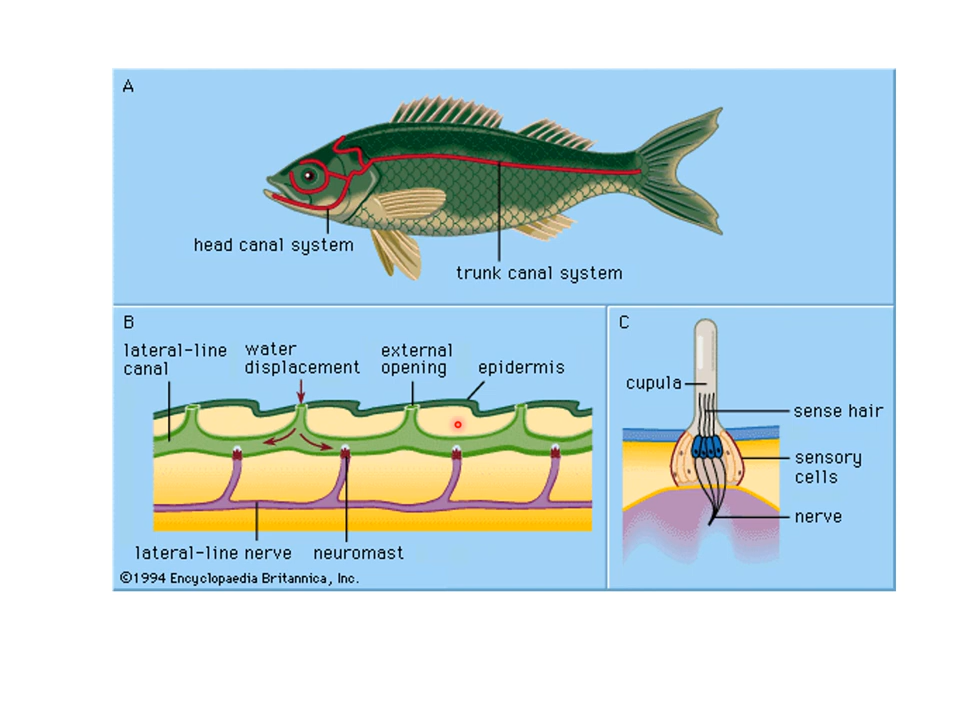 A
head canal system
trunk canal system
B
lateral-line
canal
water
displacement
external
opening
epidermis
lateral-line nerve
neuromast
©1994 Encyclopaedia Britannica, Inc.
C
cupula
sense hair
sensory
cells
nerve